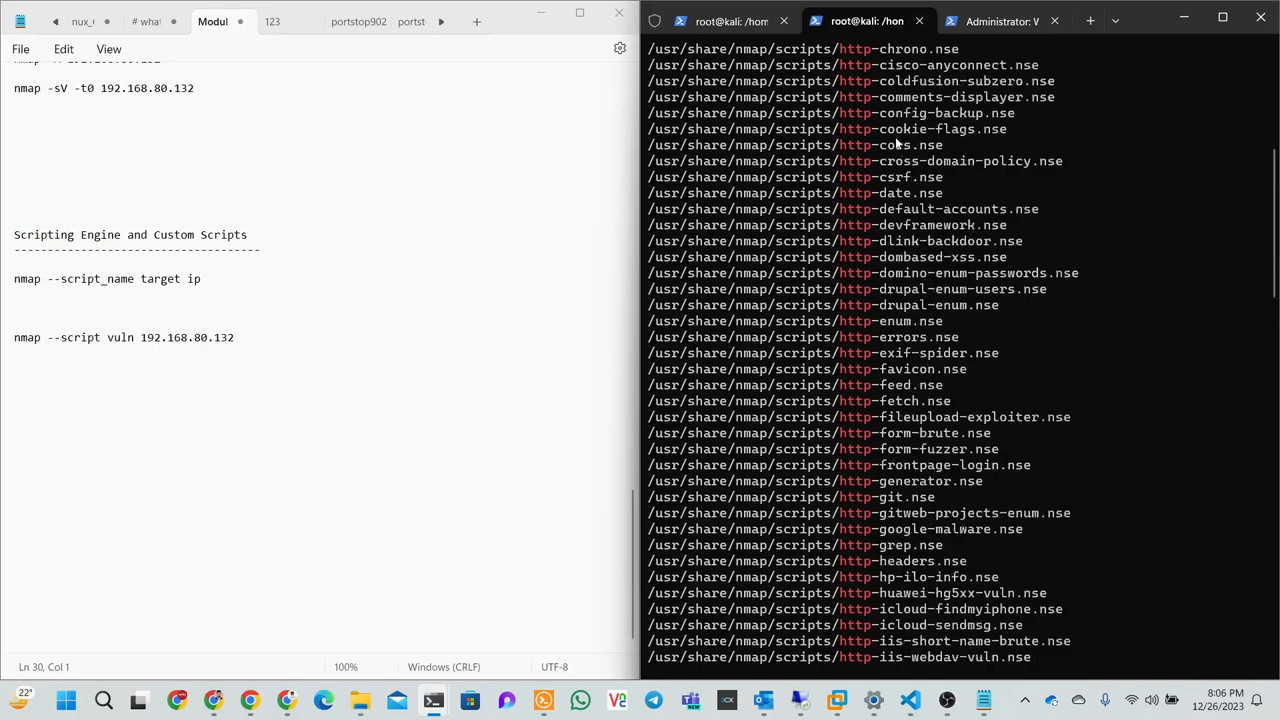 nux_(
# what
Modul
123
portstop902
portst
File
Edit
View
nmap -sV -t0 192.168.80.132
Scripting Engine and Custom Scripts
-------------------------------------
nmap --script_name target ip
nmap --script vuln 192.168.80.132
Ln 30, Col 1
100%
Windows (CRLF)
UTF-8
root@kali: /hom
root@kali: /hon
Administrator: W
/usr/share/nmap/scripts/http-chrono.nse
/usr/share/nmap/scripts/http-cisco-anyconnect.nse
/usr/share/nmap/scripts/http-coldfusion-subzero.nse
/usr/share/nmap/scripts/http-comments-displayer.nse
/usr/share/nmap/scripts/http-config-backup.nse
/usr/share/nmap/scripts/http-cookie-flags.nse
/usr/share/nmap/scripts/http-cors.nse
/usr/share/nmap/scripts/http-cross-domain-policy.nse
/usr/share/nmap/scripts/http-csrf.nse
/usr/share/nmap/scripts/http-date.nse
/usr/share/nmap/scripts/http-default-accounts.nse
/usr/share/nmap/scripts/http-devframework.nse
/usr/share/nmap/scripts/http-dlink-backdoor.nse
/usr/share/nmap/scripts/http-dombased-xss.nse
/usr/share/nmap/scripts/http-domino-enum-passwords.nse
/usr/share/nmap/scripts/http-drupal-enum-users.nse
/usr/share/nmap/scripts/http-drupal-enum.nse
/usr/share/nmap/scripts/http-enum.nse
/usr/share/nmap/scripts/http-errors.nse
/usr/share/nmap/scripts/http-exif-spider.nse
/usr/share/nmap/scripts/http-favicon.nse
/usr/share/nmap/scripts/http-feed.nse
/usr/share/nmap/scripts/http-fetch.nse
/usr/share/nmap/scripts/http-fileupload-exploiter.nse
/usr/share/nmap/scripts/http-form-brute.nse
/usr/share/nmap/scripts/http-form-fuzzer.nse
/usr/share/nmap/scripts/http-frontpage-login.nse
/usr/share/nmap/scripts/http-generator.nse
/usr/share/nmap/scripts/http-git.nse
/usr/share/nmap/scripts/http-gitweb-projects-enum.nse
/usr/share/nmap/scripts/http-google-malware.nse
/usr/share/nmap/scripts/http-grep.nse
/usr/share/nmap/scripts/http-headers.nse
/usr/share/nmap/scripts/http-hp-ilo-info.nse
/usr/share/nmap/scripts/http-huawei-hg5xx-vuln.nse
/usr/share/nmap/scripts/http-icloud-findmyiphone.nse
/usr/share/nmap/scripts/http-icloud-sendmsg.nse
/usr/share/nmap/scripts/http-iis-short-name-brute.nse
/usr/share/nmap/scripts/http-iis-webdav-vuln.nse
22°
8:06 PM
12/26/2023